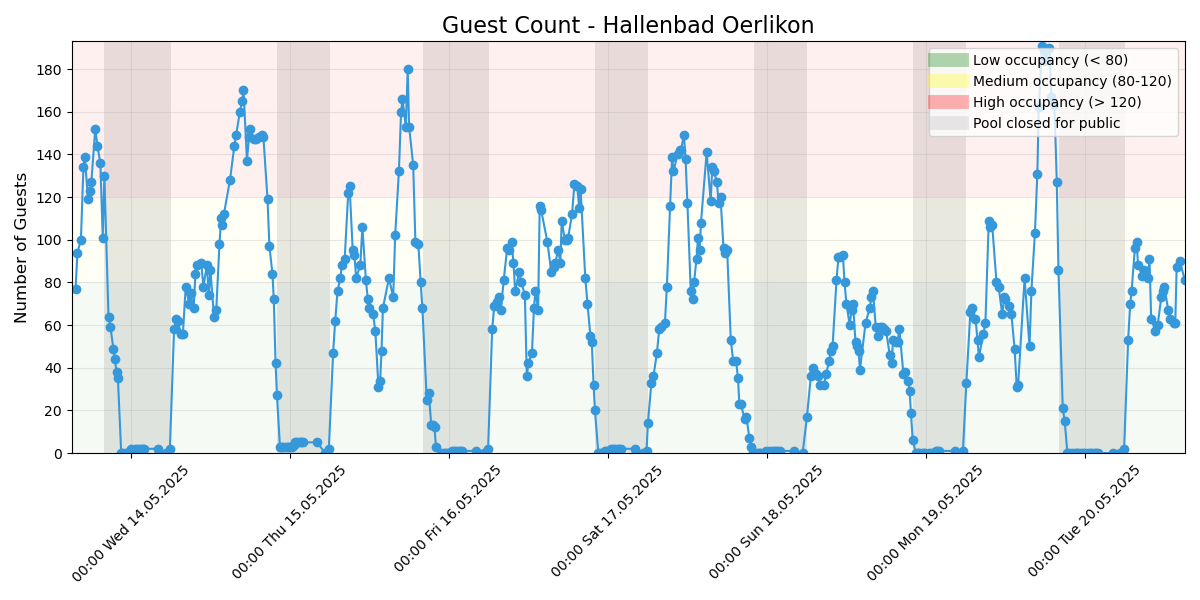 Guest Count - Hallenbad Oerlikon
Number of Guests
180
160
140
120
100
80
60
40
20
0
Low occupancy (< 80)
Medium occupancy (80-120)
High occupancy (> 120)
Pool closed for public
00:00 Wed 14.05.2025
00:00 Thu 15.05.2025
00:00 Fri 16.05.2025
00:00 Sat 17.05.2025
00:00 Sun 18.05.2025
00:00 Mon 19.05.2025
00:00 Tue 20.05.2025